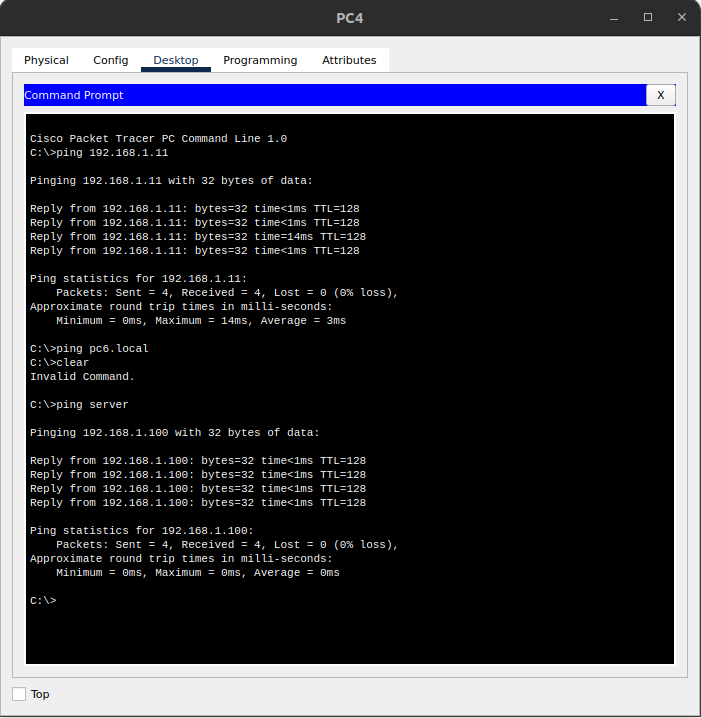 PC4
Physical Config Desktop Programming Attributes
Command Prompt X
Cisco Packet Tracer PC Command Line 1.0
C:\>ping 192.168.1.11
Pinging 192.168.1.11 with 32 bytes of data:
Reply from 192.168.1.11: bytes=32 time<1ms TTL=128
Reply from 192.168.1.11: bytes=32 time<1ms TTL=128
Reply from 192.168.1.11: bytes=32 time=14ms TTL=128
Reply from 192.168.1.11: bytes=32 time<1ms TTL=128
Ping statistics for 192.168.1.11:
Packets: Sent = 4, Received = 4, Lost = 0 (0% loss),
Approximate round trip times in milli-seconds:
Minimum = 0ms, Maximum = 14ms, Average = 3ms
C:\>ping pc6.local
C:\>clear
Invalid Command.
C:\>ping server
Pinging 192.168.1.100 with 32 bytes of data:
Reply from 192.168.1.100: bytes=32 time<1ms TTL=128
Reply from 192.168.1.100: bytes=32 time<1ms TTL=128
Reply from 192.168.1.100: bytes=32 time<1ms TTL=128
Reply from 192.168.1.100: bytes=32 time<1ms TTL=128
Ping statistics for 192.168.1.100:
Packets: Sent = 4, Received = 4, Lost = 0 (0% loss),
Approximate round trip times in milli-seconds:
Minimum = 0ms, Maximum = 0ms, Average = 0ms
C:\>
Top